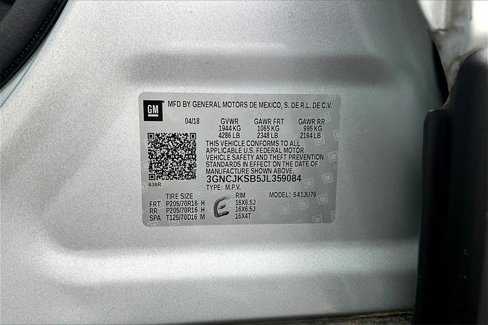 GM
MFD BY GENERAL MOTORS DE MEXICO, S. DE R.L. DE C.V.
04/18 GVWR GAWR FRT GAWR RR
1944 KG 1065 KG 995 KG
4286 LB 2348 LB 2194 LB
THIS VEHICLE CONFORMS TO ALL
APPLICABLE U.S. FEDERAL MOTOR
VEHICLE SAFETY AND THEFT PREVENTION
STANDARDS IN EFFECT ON THE DATE OF
MANUFACTURE SHOWN ABOVE.
3GNCJKSB5JL359084
636R TYPE: M.P.V. MODEL: 541JU76
TIRE SIZE RIM
FRT P205/70R16 H 16X6.5J
RR P205/70R16 H 16X6.5J
SPA T125/70D16 M 16X4T
E